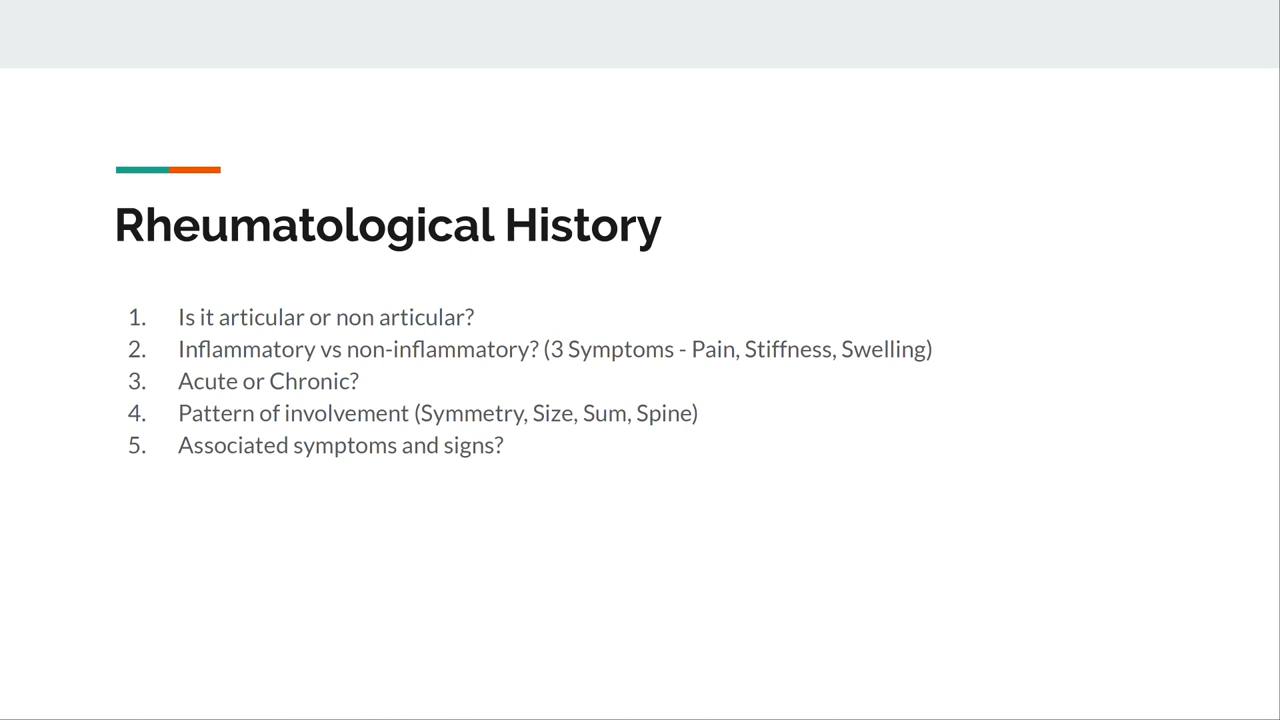 Rheumatological History
1. Is it articular or non articular?
2. Inflammatory vs non-inflammatory? (3 Symptoms - Pain, Stiffness, Swelling)
3. Acute or Chronic?
4. Pattern of involvement (Symmetry, Size, Sum, Spine)
5. Associated symptoms and signs?